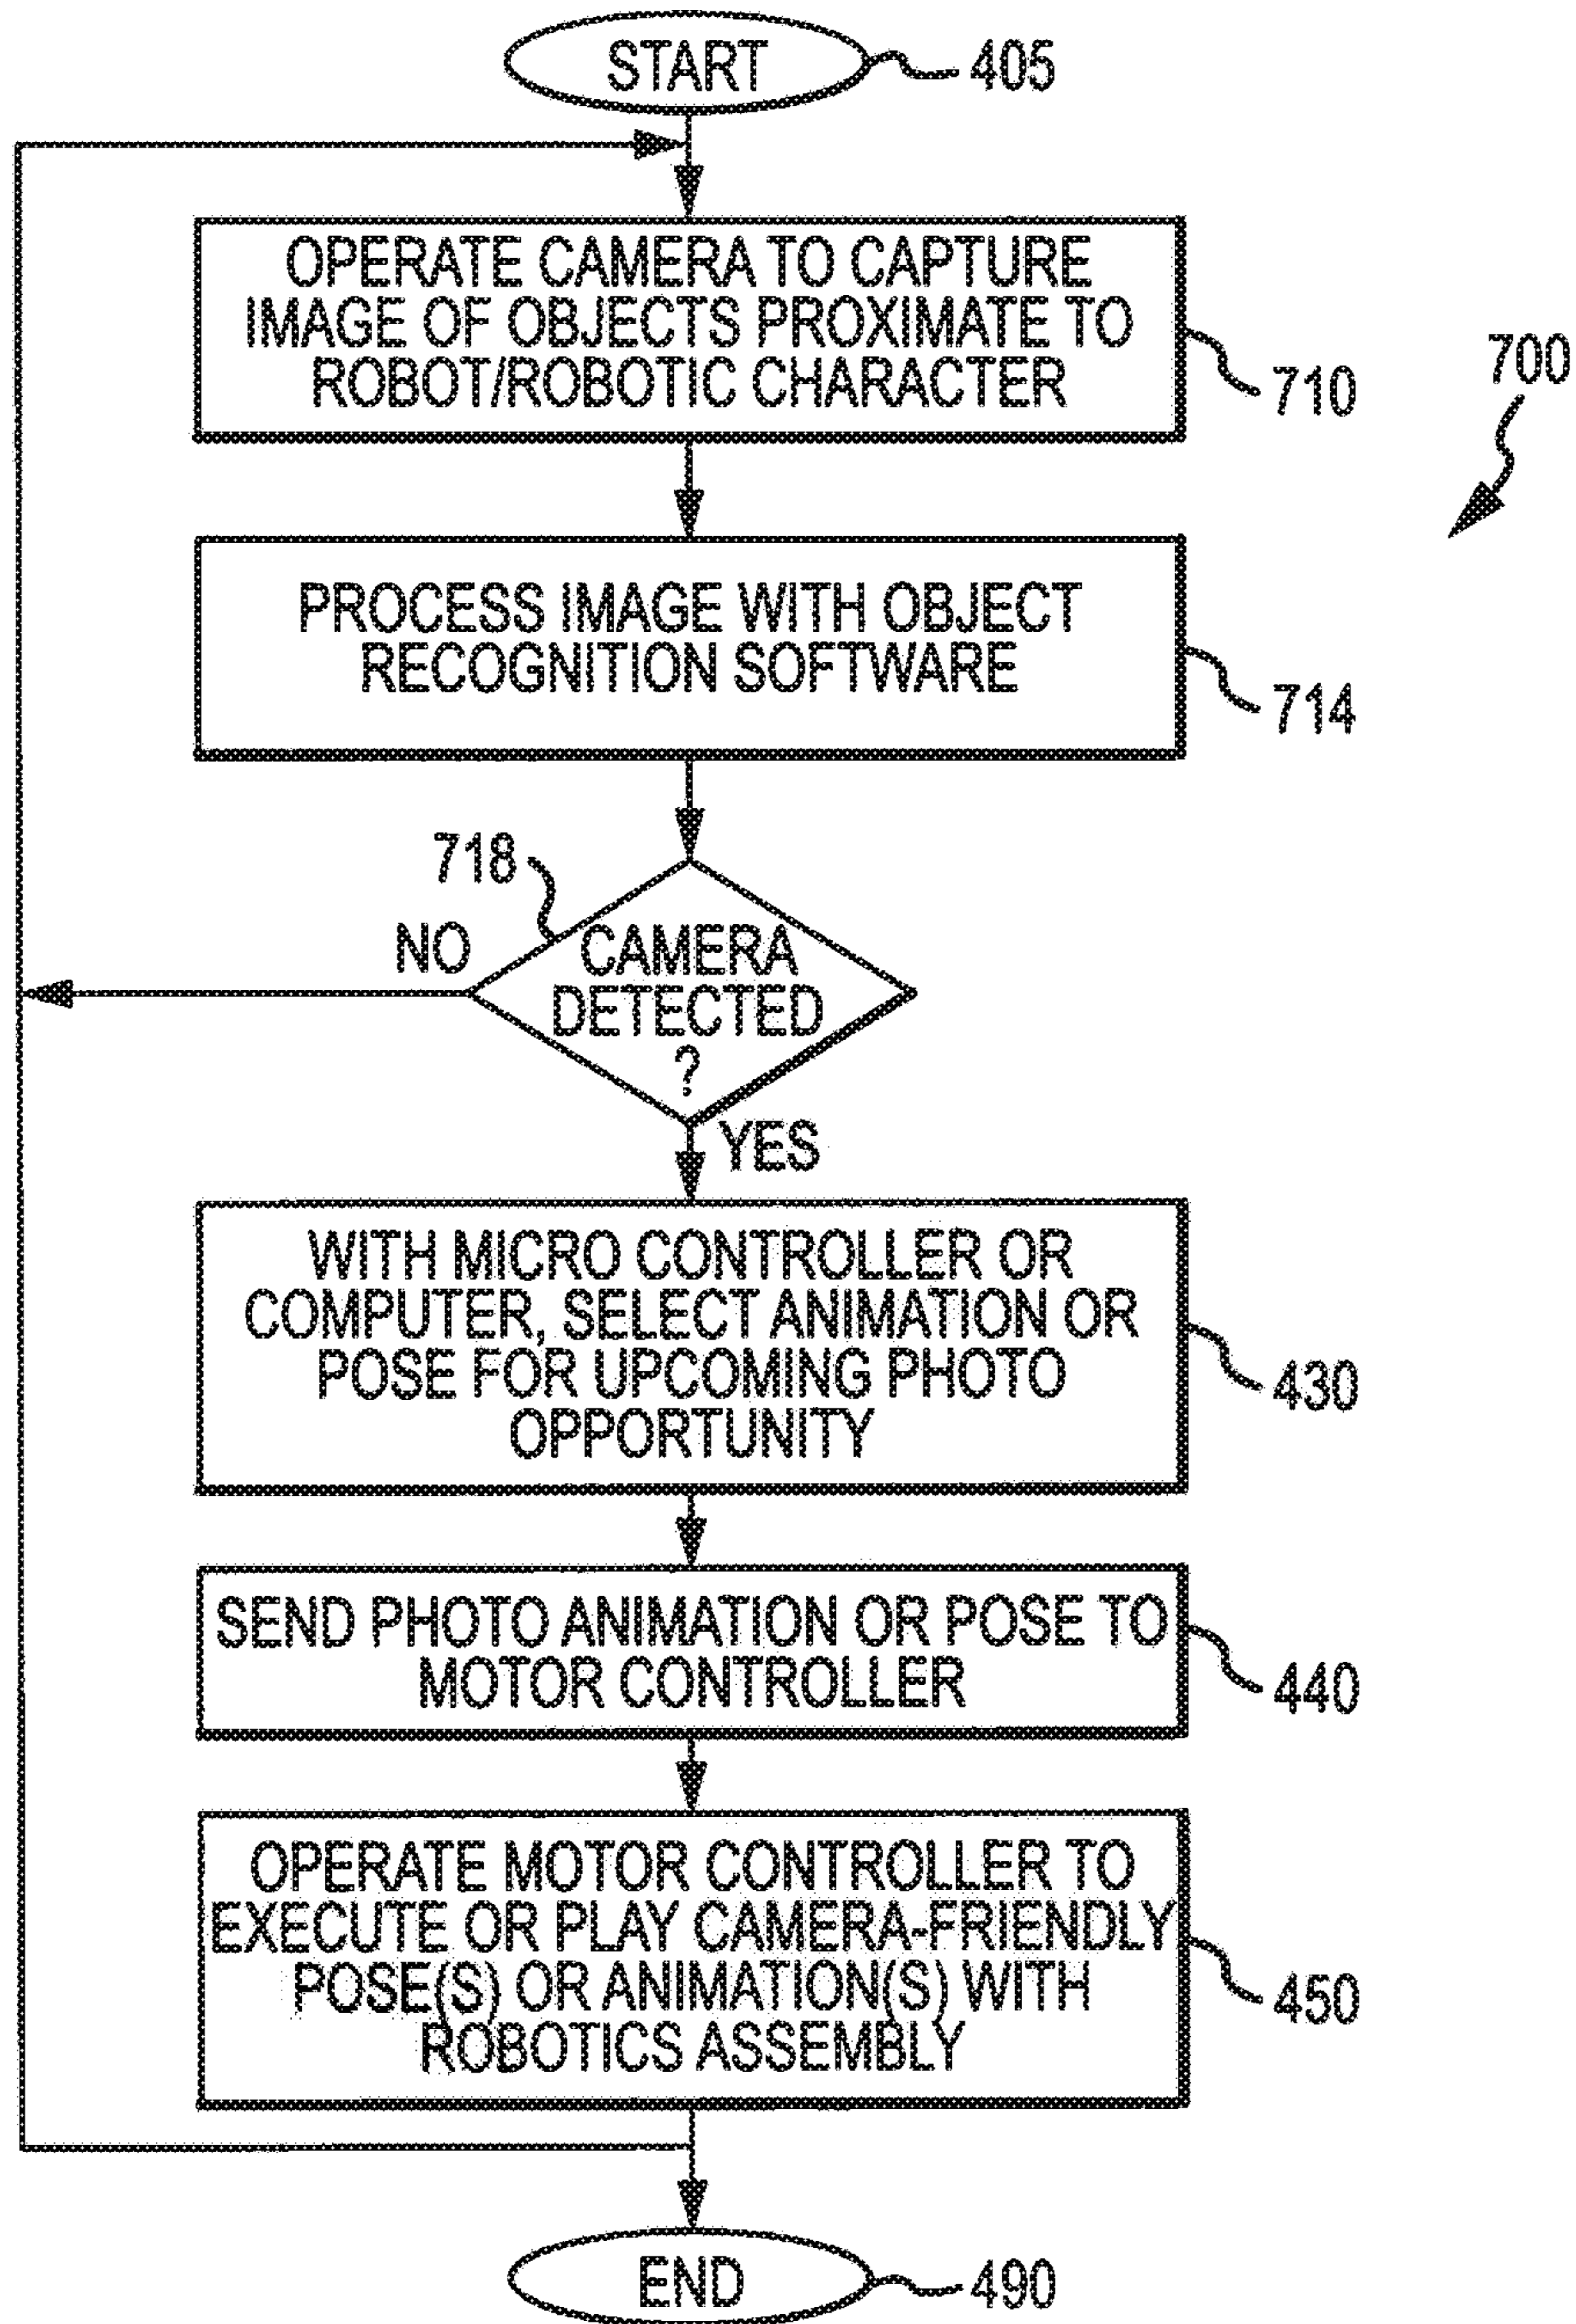 START
405
OPERATE CAMERA TO CAPTURE
IMAGE OF OBJECTS PROXIMATE TO
ROBOT/ROBOTIC CHARACTER
710
700
PROCESS IMAGE WITH OBJECT
RECOGNITION SOFTWARE
714
718
NO
CAMERA
DETECTED
?
YES
WITH MICRO CONTROLLER OR
COMPUTER, SELECT ANIMATION OR
POSE FOR UPCOMING PHOTO
OPPORTUNITY
430
SEND PHOTO ANIMATION OR POSE TO
MOTOR CONTROLLER
440
OPERATE MOTOR CONTROLLER TO
EXECUTE OR PLAY CAMERA-FRIENDLY
POSE(S) OR ANIMATION(S) WITH
ROBOTICS ASSEMBLY
450
END
490